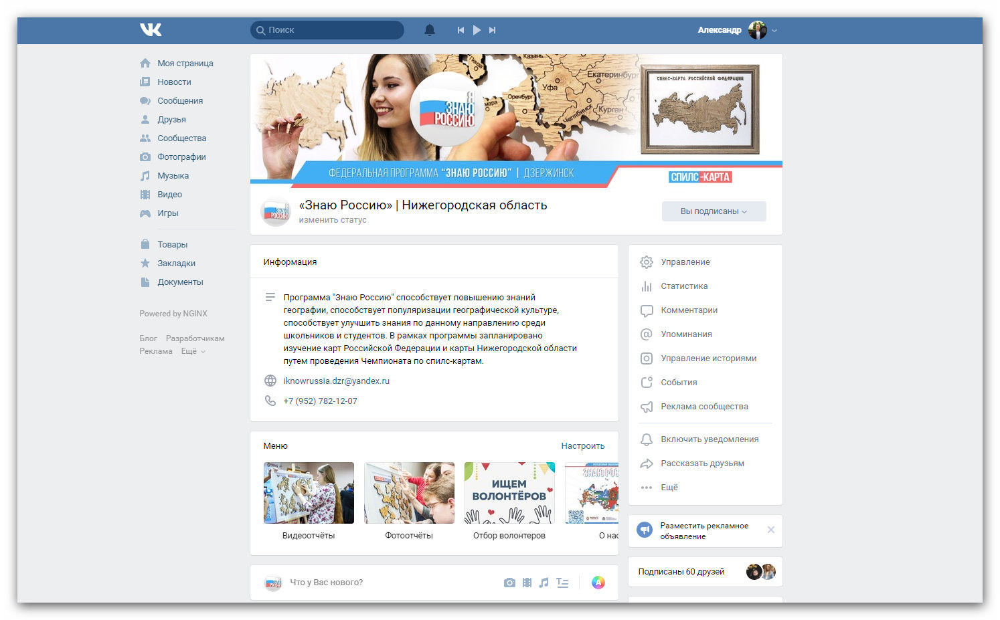 VK
Поиск
Александр
Моя страница
Новости
Сообщения
Друзья
Сообщества
Фотографии
Музыка
Видео
Игры
Товары
Закладки
Документы
Powered by NGINX
Блог Разработчикам
Реклама Ещё
Казань
Пенза
Екатеринбург
Уфа
Оренбург
Челябинск
Курган
Я
ЗНАЮ
РОССИЮ
СПИЛС-КАРТА РОССИЙСКОЙ ФЕДЕРАЦИИ
ФЕДЕРАЛЬНАЯ ПРОГРАММА “ЗНАЮ РОССИЮ” | ДЗЕРЖИНСК
СПИЛС-КАРТА
«Знаю Россию» | Нижегородская область
изменить статус
Вы подписаны
Информация
Программа "Знаю Россию" способствует повышению знаний
географии, способствует популяризации географической культуре,
способствует улучшить знания по данному направлению среди
школьников и студентов. В рамках программы запланировано
изучение карт Российской Федерации и карты Нижегородской области
путем проведения Чемпионата по спилс-картам.
iknowrussia.dzr@yandex.ru
+7 (952) 782-12-07
Меню
Настроить
ИЩЕМ
ВОЛОНТЁРОВ
Видеоотчёты
Фотоотчёты
Отбор волонтеров
О нас
Что у Вас нового?
Управление
Статистика
Комментарии
Упоминания
Управление историями
События
Реклама сообщества
Включить уведомления
Рассказать друзьям
Ещё
Разместить рекламное
объявление
Подписаны 60 друзей